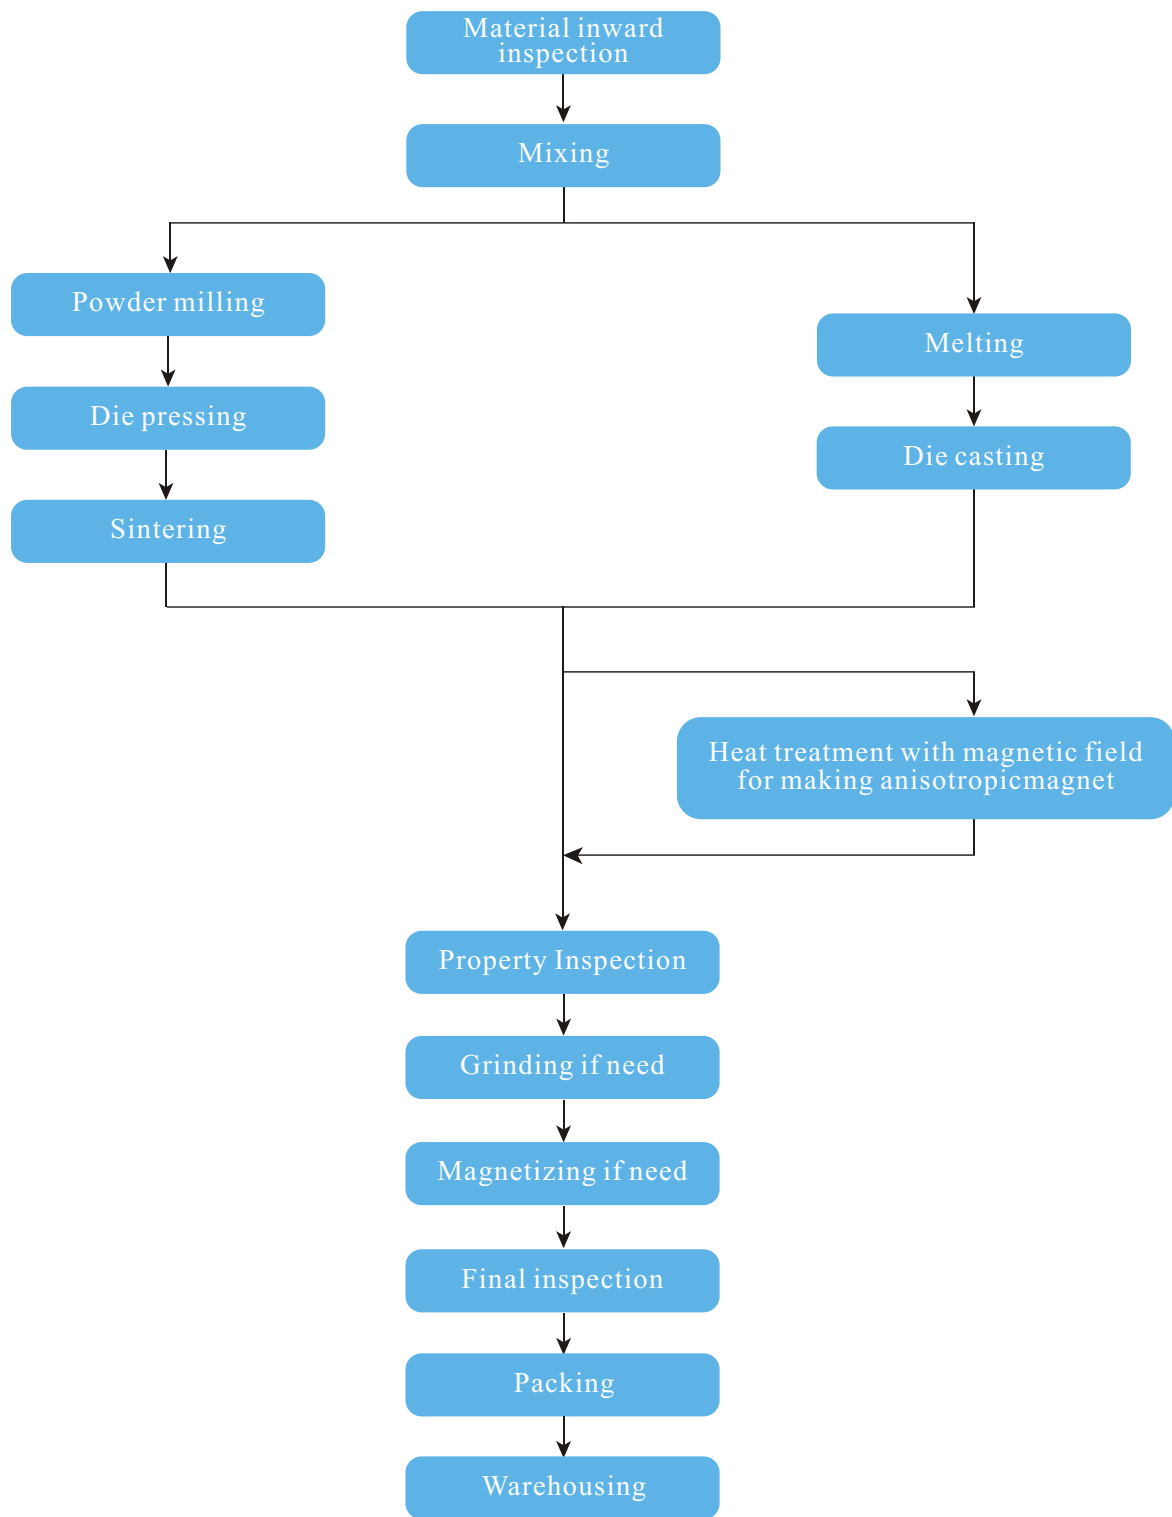 Material inward
inspection
Mixing
Powder milling
Melting
Die pressing
Die casting
Sintering
Heat treatment with magnetic field
for making anisotropicmagnet
Property Inspection
Grinding if need
Magnetizing if need
Final inspection
Packing
Warehousing